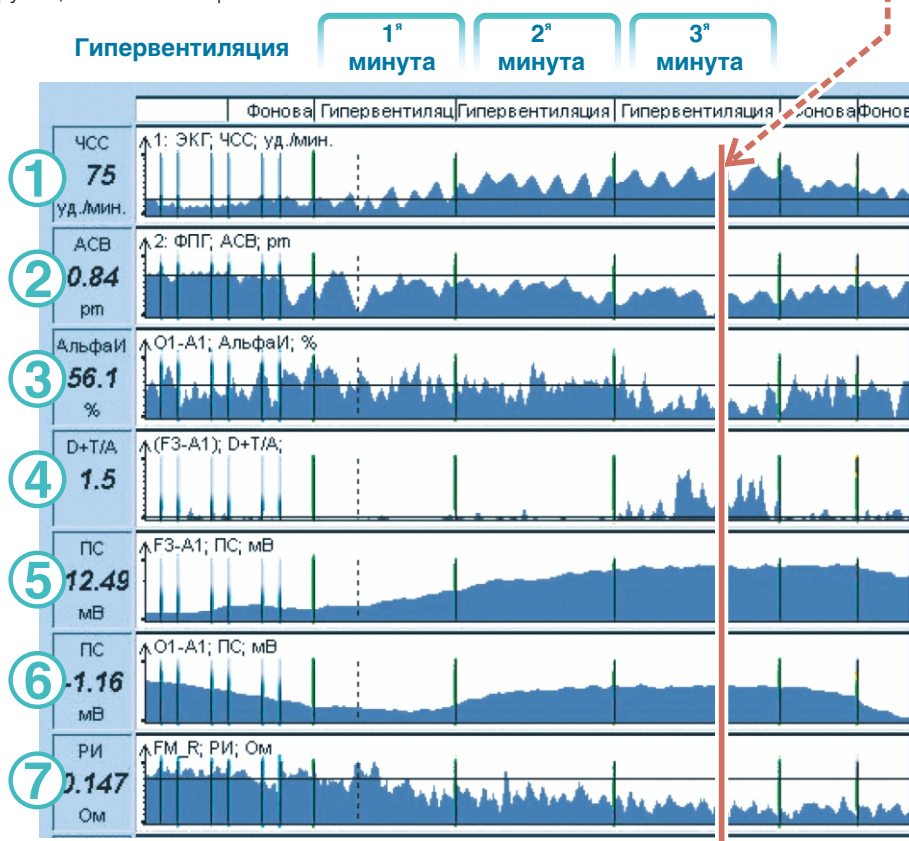 Гипервентиляция
1я минута
2я минута
3я минута
Фонова Гипервентиляц Гипервентиляция Гипервентиляция Фонова Фонов
1
ЧСС
75
уд./мин.
1: ЭКГ; ЧСС; уд./мин.
2
АСВ
0.84
pm
2: ФПГ; АСВ; pm
3
АльфаИ
56.1
%
O1-A1; АльфаИ; %
4
D+T/A
1.5
(F3-A1); D+T/A;
5
ПС
12.49
мВ
F3-A1; ПС; мВ
6
ПС
-1.16
мВ
O1-A1; ПС; мВ
7
РИ
0.147
Ом
FM_R; РИ; Ом